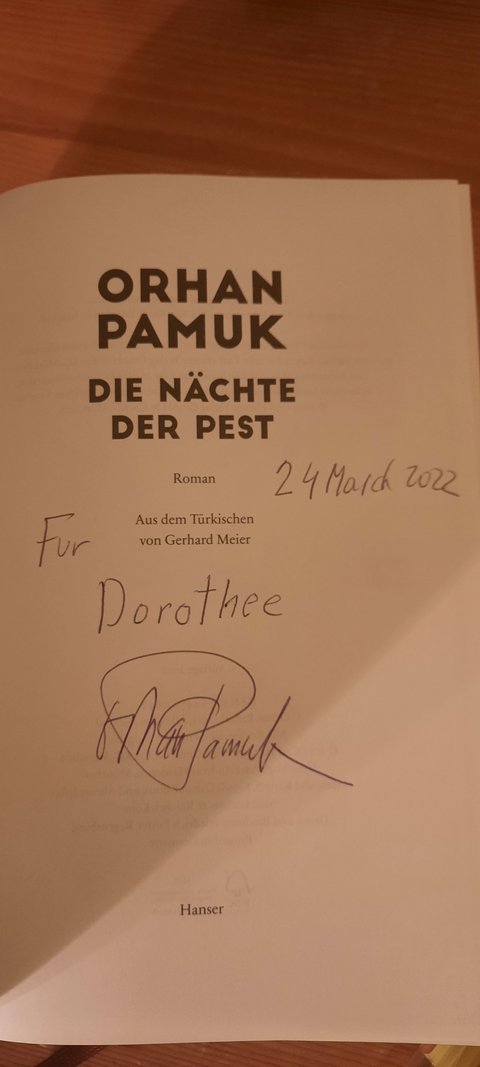 ORHAN
PAMUK
DIE NÄCHTE
DER PEST
Roman
24 March 2022
Aus dem Türkischen
von Gerhard Meier
Fur
Dorothee
Orhan Pamuk
Hanser